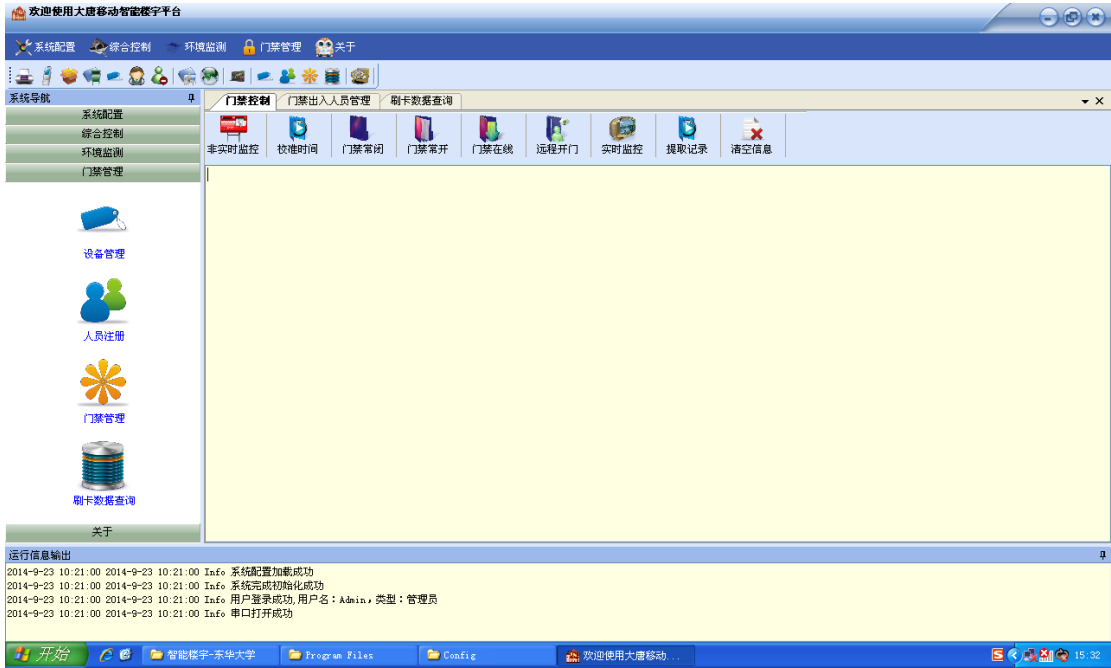 欢迎使用大唐移动智能楼宇平台
系统配置 综合控制 环境监测 门禁管理 关于
系统导航
门禁控制 门禁出入人员管理 刷卡数据查询
系统配置
综合控制
环境监测
门禁管理
非实时监控 校准时间 门禁常闭 门禁常开 门禁在线 远程开门 实时监控 提取记录 清空信息
设备管理
人员注册
门禁管理
刷卡数据查询
关于
运行信息输出
2014-9-23 10:21:00 2014-9-23 10:21:00 Info 系统配置加载成功
2014-9-23 10:21:00 2014-9-23 10:21:00 Info 系统完成初始化成功
2014-9-23 10:21:00 2014-9-23 10:21:00 Info 用户登录成功,用户名：Admin，类型：管理员
2014-9-23 10:21:00 2014-9-23 10:21:00 Info 串口打开成功
开始 智能楼宇-东华大学 Program Files Config 欢迎使用大唐移动... 15:32